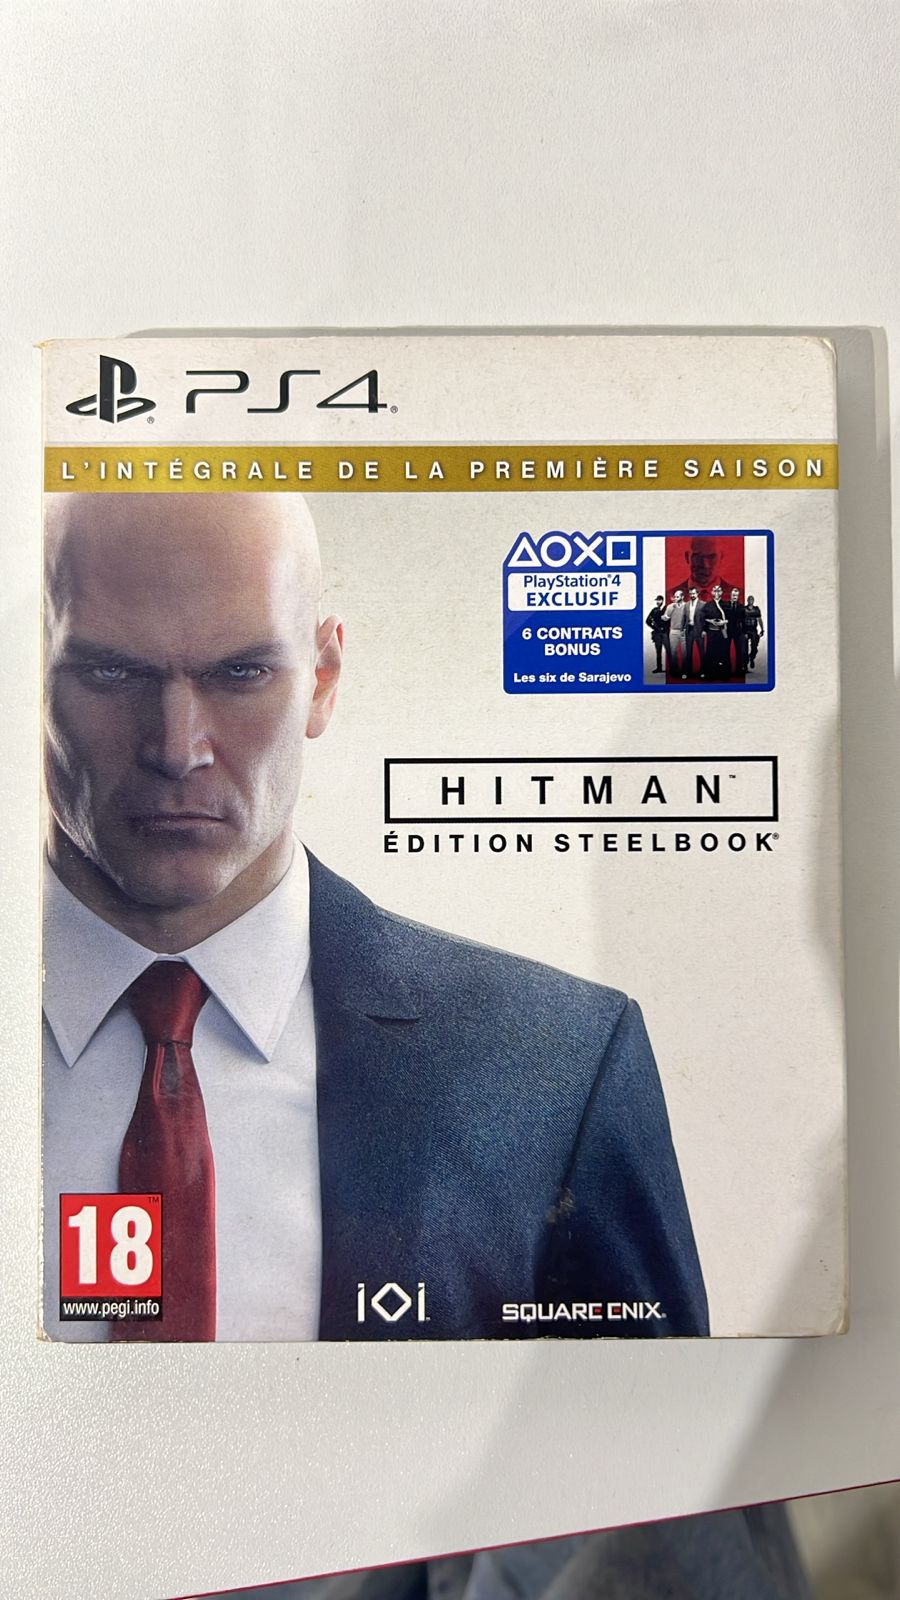 PS4
L'INTÉGRALE DE LA PREMIÈRE SAISON
PlayStation®4
EXCLUSIF
6 CONTRATS
BONUS
Les six de Sarajevo
HITMAN™
ÉDITION STEELBOOK®
18
www.pegi.info
IOI
SQUARE ENIX.